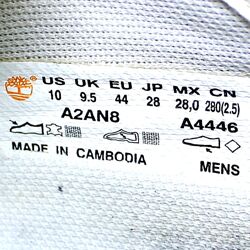 US UK EU JP MX CN
10 9.5 44 28 28,0 280(2.5)
A2AN8 A4446
MADE IN CAMBODIA MENS